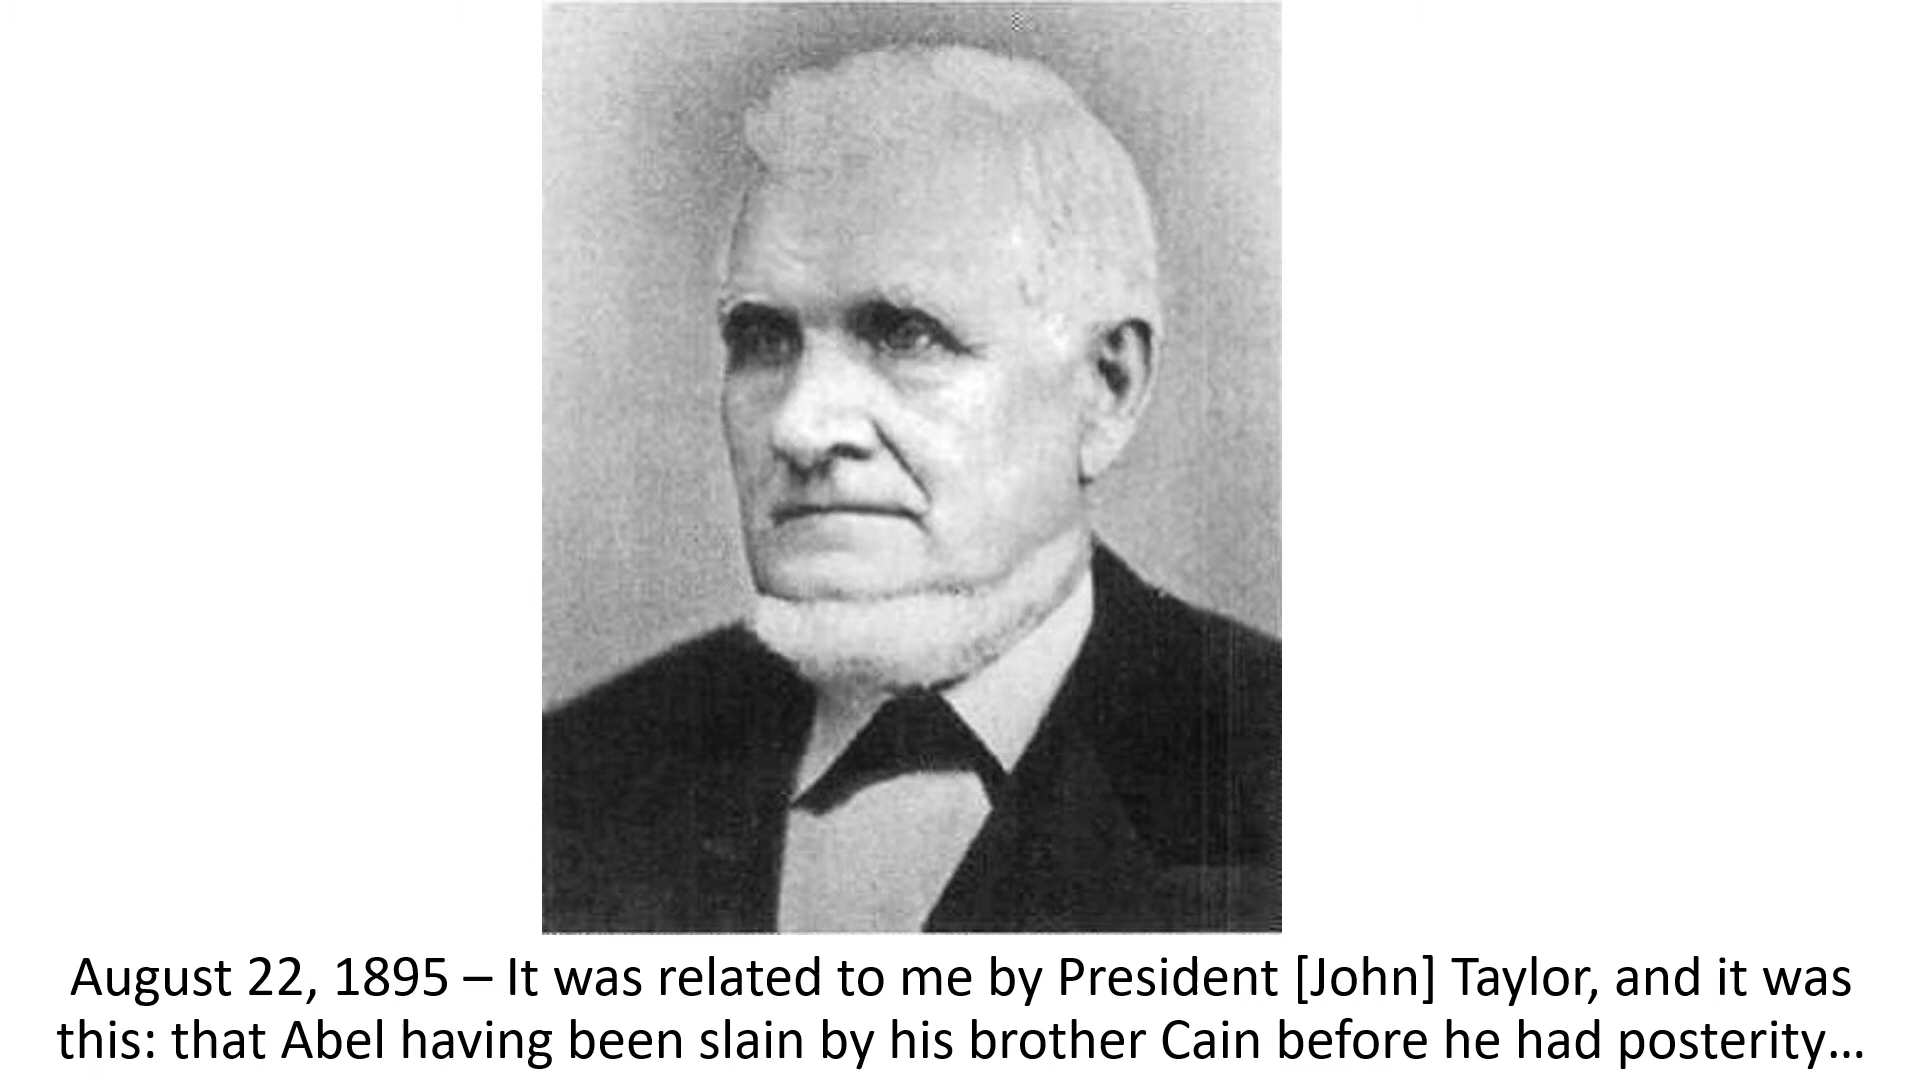 August 22, 1895 – It was related to me by President [John] Taylor, and it was
this: that Abel having been slain by his brother Cain before he had posterity…